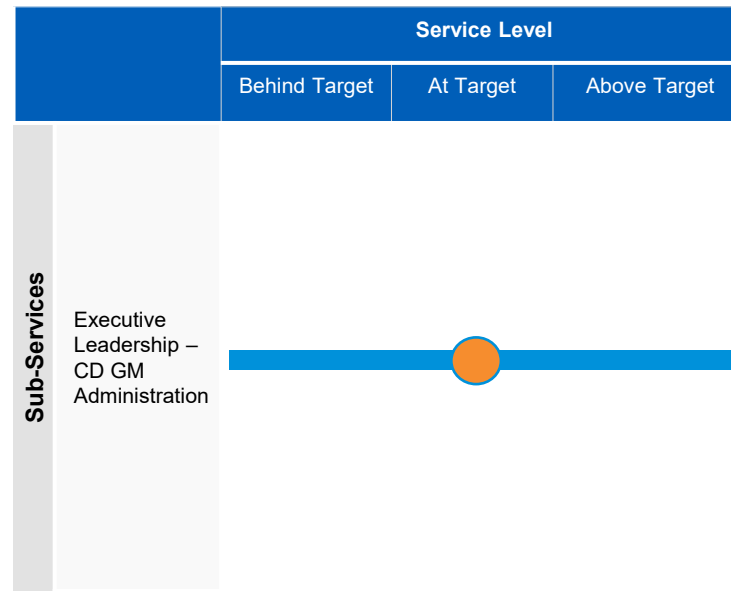 Service Level
Behind Target
At Target
Above Target
Sub-Services
Executive
Leadership –
CD GM
Administration